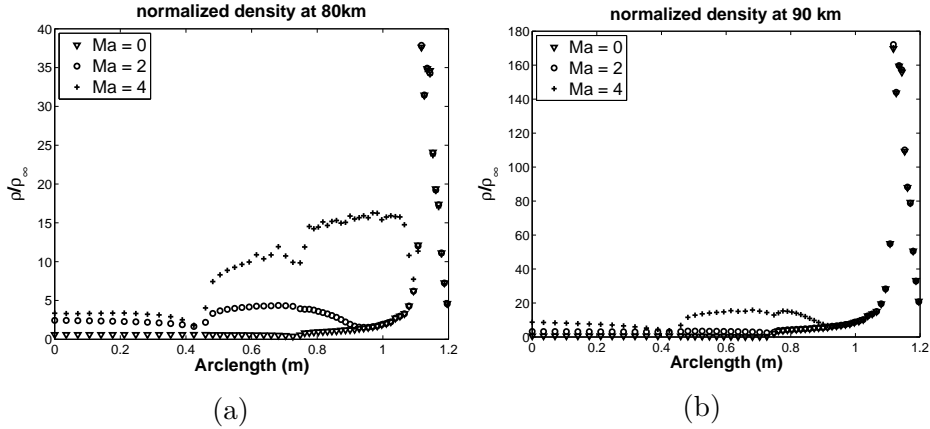 normalized density at 80km
40
35
30
25
20
15
10
5
0
ρ/ρ∞
Ma = 0
Ma = 2
Ma = 4
0 0.2 0.4 0.6 0.8 1 1.2
Arclength (m)
(a)
normalized density at 90 km
180
160
140
120
100
80
60
40
20
0
ρ/ρ∞
Ma = 0
Ma = 2
Ma = 4
0 0.2 0.4 0.6 0.8 1 1.2
Arclength (m)
(b)